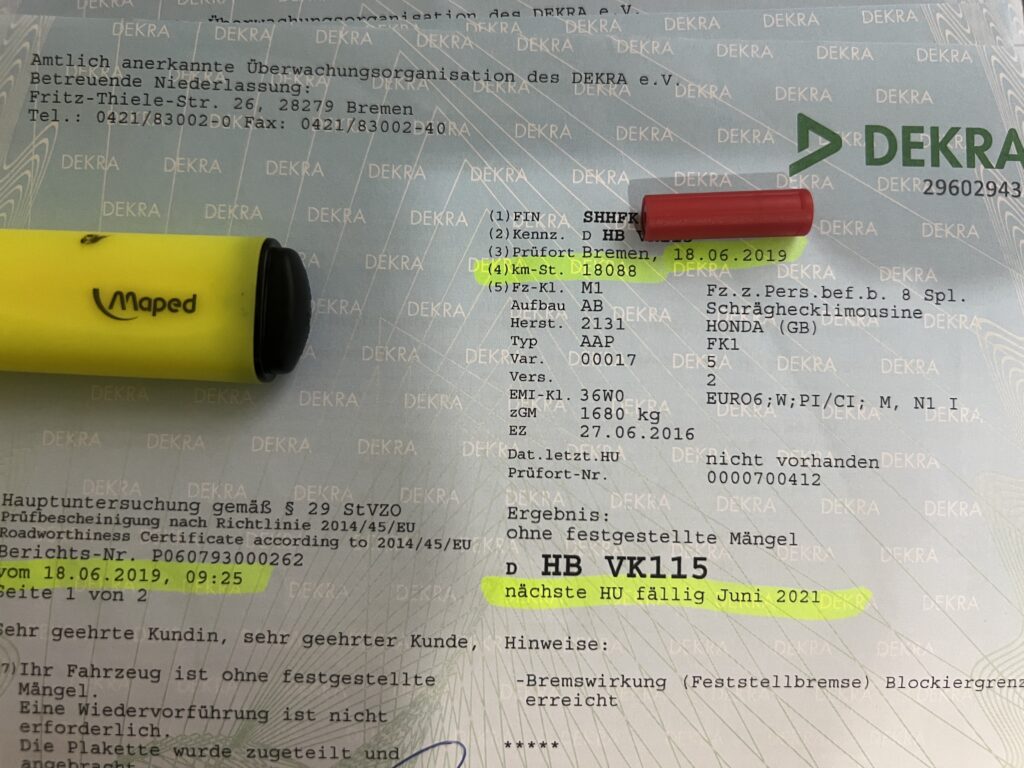 Überwachungsorganisation des DEKRA e.V.
Amtlich anerkannte Überwachungsorganisation des DEKRA e.V.
Betreuende Niederlassung:
Fritz-Thiele-Str. 26, 28279 Bremen
Tel.: 0421/83002-0 Fax: 0421/83002-40
DEKRA
29602943
(1) FIN SHHFK
(2) Kennz. D HB VK115
(3) Prüfort Bremen, 18.06.2019
(4) km-St. 18088
(5) Fz-Kl. M1 Fz.z.Pers.bef.b. 8 Spl.
Aufbau AB Schräghecklimousine
Herst. 2131 HONDA (GB)
Typ AAP FK1
Var. 00017 5
Vers. 2
EMI-Kl. 36W0 EURO6;W;PI/CI; M, N1 I
zGM 1680 kg
EZ 27.06.2016
Dat.letzt.HU nicht vorhanden
Prüfort-Nr. 0000700412
Maped
Hauptuntersuchung gemäß § 29 StVZO
Prüfbescheinigung nach Richtlinie 2014/45/EU
Roadworthiness Certificate according to 2014/45/EU
Berichts-Nr. P060793000262
vom 18.06.2019, 09:25
Seite 1 von 2
Ergebnis:
ohne festgestellte Mängel
D HB VK115
nächste HU fällig Juni 2021
Sehr geehrte Kundin, sehr geehrter Kunde,
7) Ihr Fahrzeug ist ohne festgestellte
Mängel.
Eine Wiedervorführung ist nicht
erforderlich.
Die Plakette wurde zugeteilt und
angebracht
Hinweise:
-Bremswirkung (Feststellbremse) Blockiergrenz
erreicht
*****